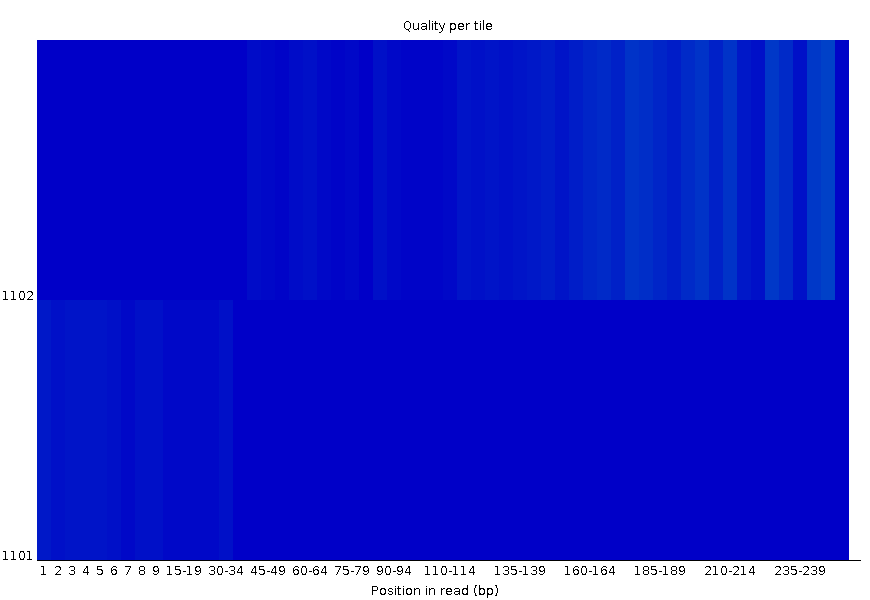 Quality per tile
1102
1101
1 2 3 4 5 6 7 8 9 15-19 30-34 45-49 60-64 75-79 90-94 110-114 135-139 160-164 185-189 210-214 235-239
Position in read (bp)